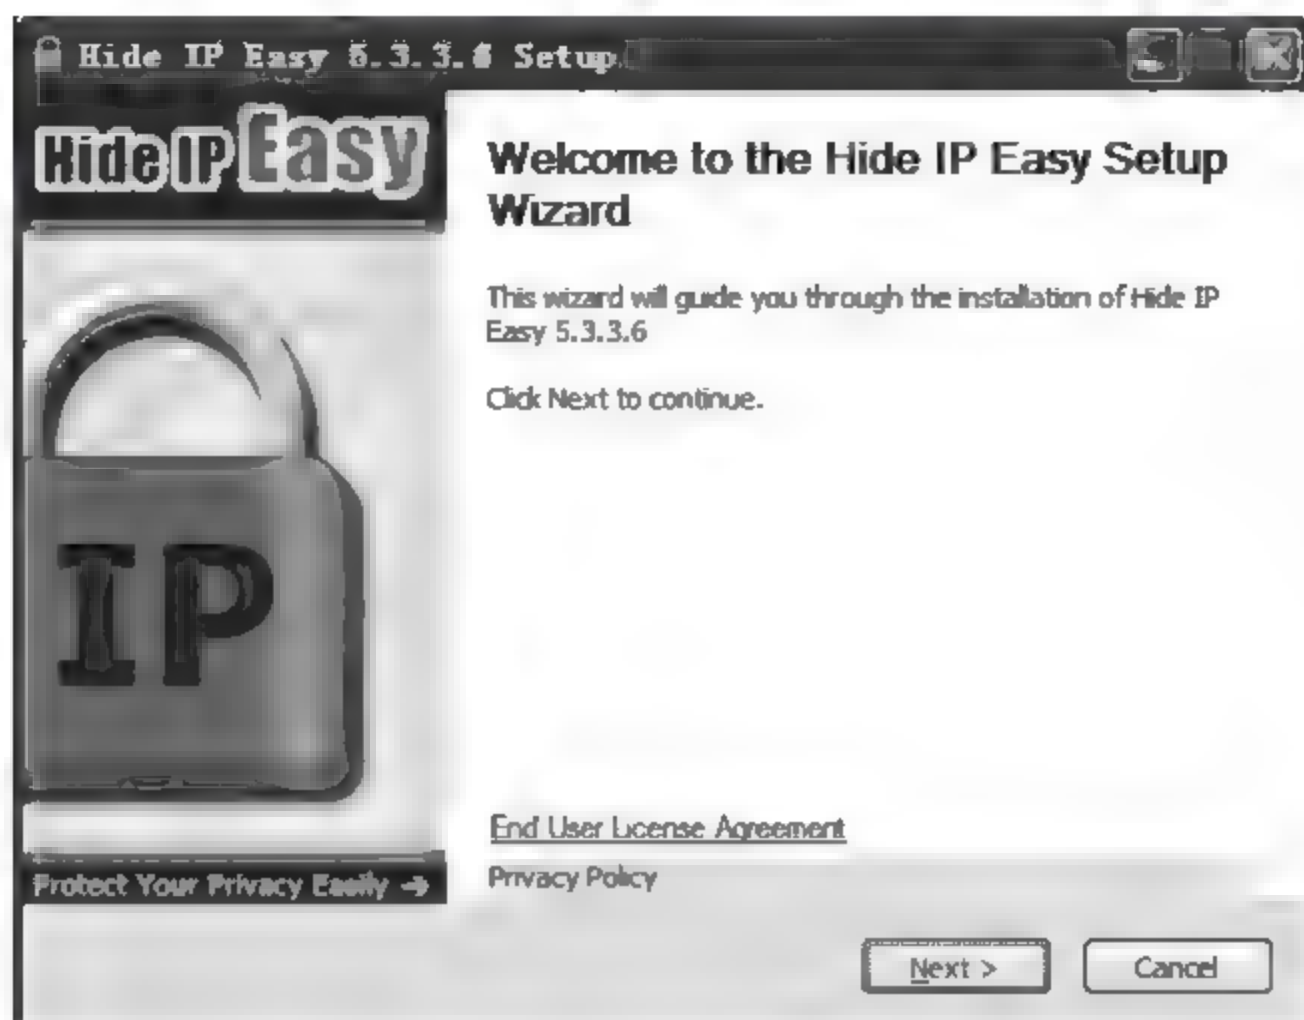 Hide IP Easy 5.3.3.6 Setup
Hide IP Easy
Welcome to the Hide IP Easy Setup
Wizard
This wizard will guide you through the installation of Hide IP
Easy 5.3.3.6
Click Next to continue.
IP
End User License Agreement
Protect Your Privacy Easily →
Privacy Policy
Next >
Cancel